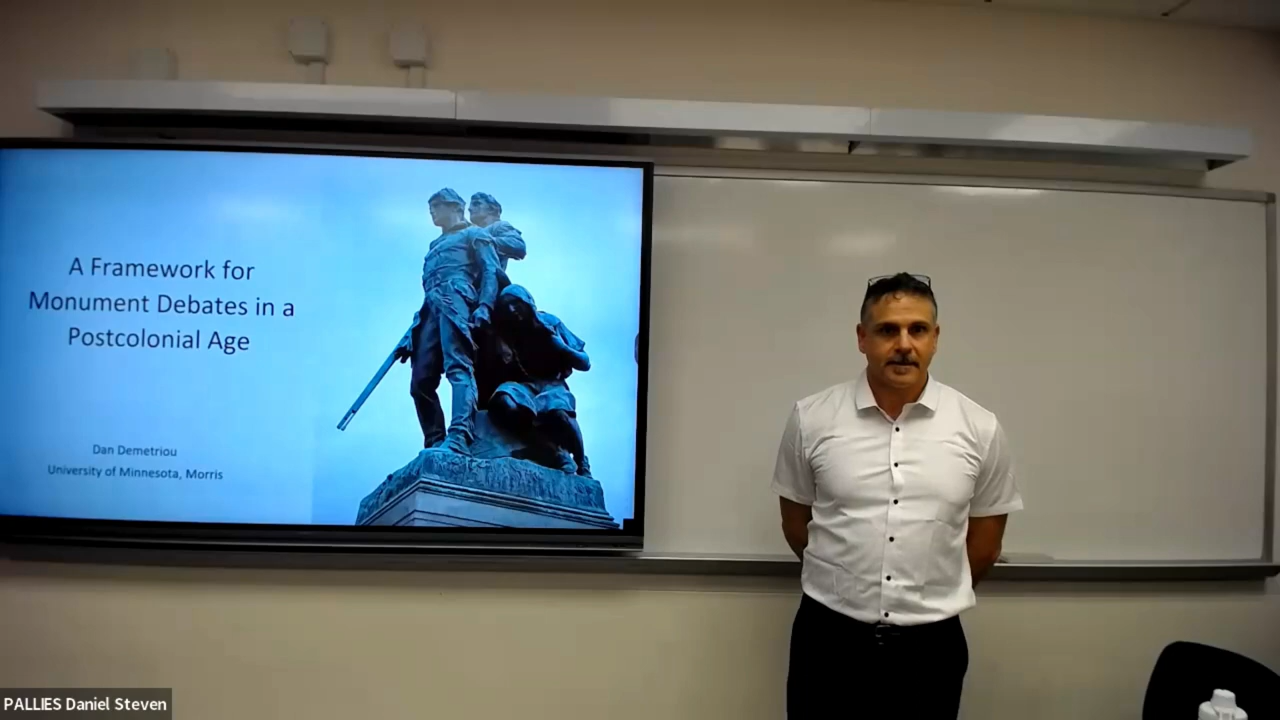 A Framework for
Monument Debates in a
Postcolonial Age
Dan Demetriou
University of Minnesota, Morris
PALLIES Daniel Steven